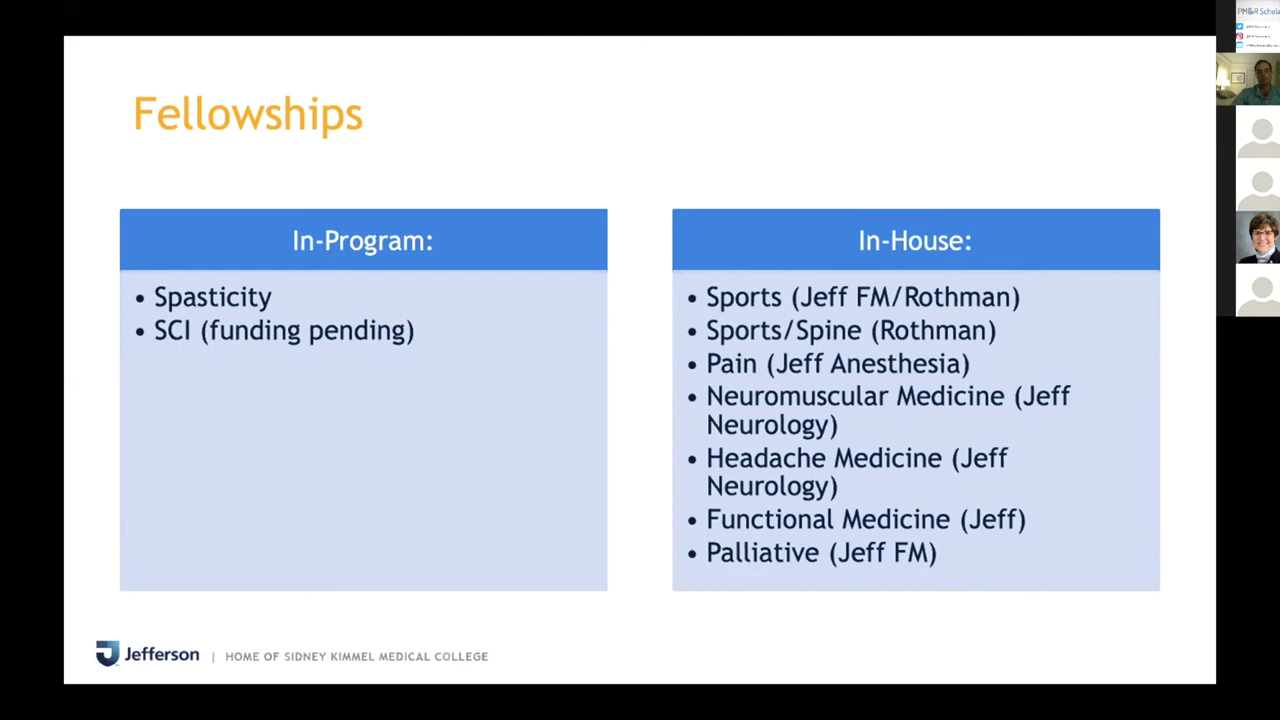 Fellowships
In-Program:
• Spasticity
• SCI (funding pending)
In-House:
• Sports (Jeff FM/Rothman)
• Sports/Spine (Rothman)
• Pain (Jeff Anesthesia)
• Neuromuscular Medicine (Jeff
Neurology)
• Headache Medicine (Jeff
Neurology)
• Functional Medicine (Jeff)
• Palliative (Jeff FM)
Jefferson | HOME OF SIDNEY KIMMEL MEDICAL COLLEGE
PM&R